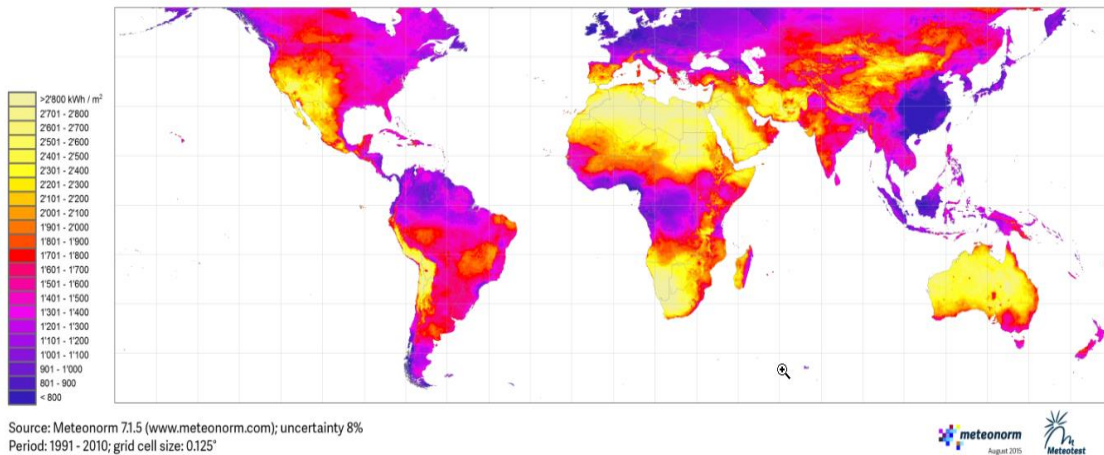 >2'800 kWh / m²
2'701 - 2'800
2'601 - 2'700
2'501 - 2'600
2'401 - 2'500
2'301 - 2'400
2'201 - 2'300
2'101 - 2'200
2'001 - 2'100
1'901 - 2'000
1'801 - 1'900
1'701 - 1'800
1'601 - 1'700
1'501 - 1'600
1'401 - 1'500
1'301 - 1'400
1'201 - 1'300
1'101 - 1'200
1'001 - 1'100
901 - 1'000
801 - 900
< 800
Source: Meteonorm 7.1.5 (www.meteonorm.com); uncertainty 8%
Period: 1991 - 2010; grid cell size: 0.125°
meteonorm
August 2015
Meteotest